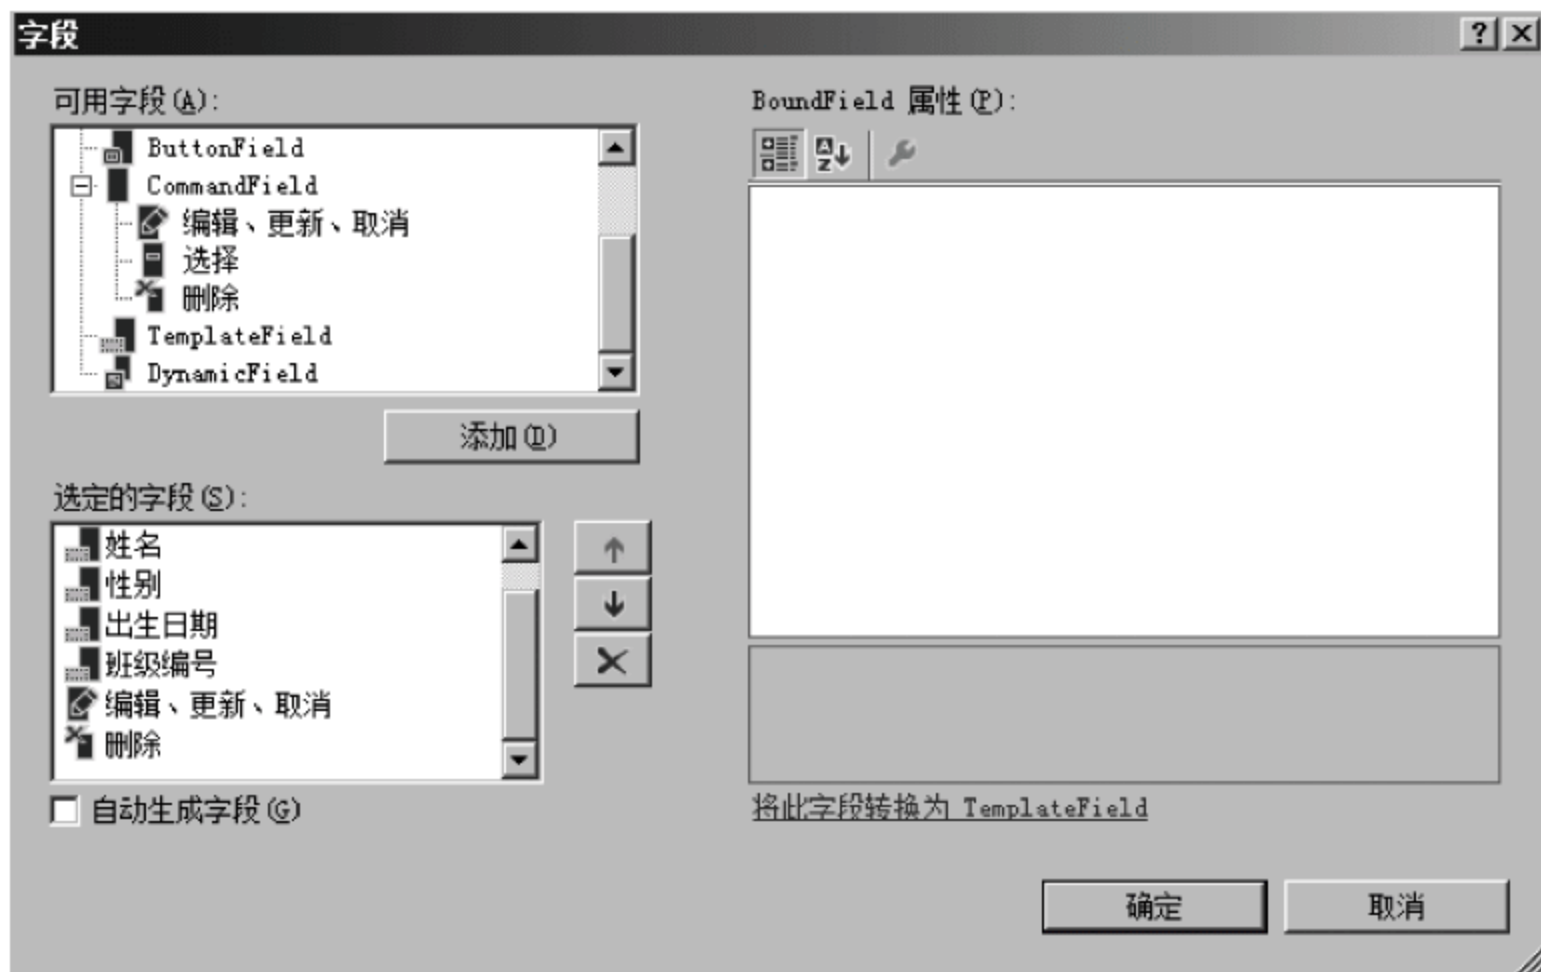 字段
可用字段(A):
ButtonField
CommandField
编辑、更新、取消
选择
删除
TemplateField
DynamicField
添加(D)
选定的字段(S):
姓名
性别
出生日期
班级编号
编辑、更新、取消
删除
自动生成字段(G)
BoundField 属性(P):
将此字段转换为 TemplateField
确定
取消